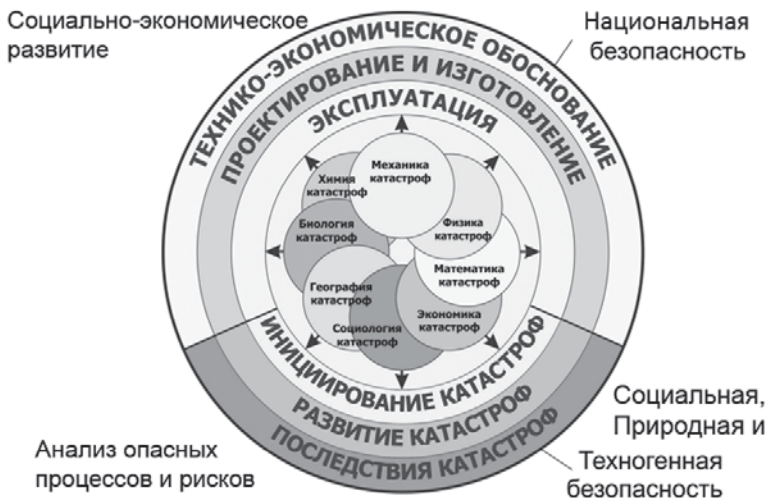 Социально-экономическое
развитие
Национальная
безопасность
ТЕХНИКО-ЭКОНОМИЧЕСКОЕ ОБОСНОВАНИЕ
ПРОЕКТИРОВАНИЕ И ИЗГОТОВЛЕНИЕ
ЭКСПЛУАТАЦИЯ
Механика
катастроф
Химия
катастроф
Физика
катастроф
Биология
катастроф
Математика
катастроф
География
катастроф
Экономика
катастроф
Социология
катастроф
ИНИЦИИРОВАНИЕ КАТАСТРОФ
РАЗВИТИЕ КАТАСТРОФ
ПОСЛЕДСТВИЯ КАТАСТРОФ
Анализ опасных
процессов и рисков
Социальная,
Природная и
Техногенная
безопасность